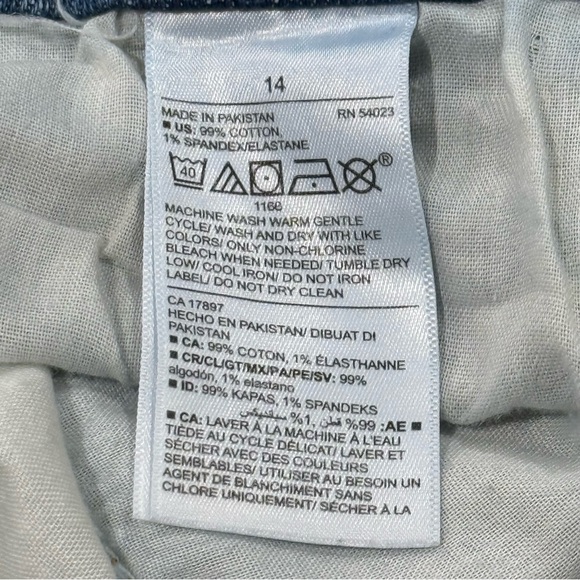 14
MADE IN PAKISTAN RN 54023
■ US: 99% COTTON,
1% SPANDEX/ELASTANE
40 ®
1166
MACHINE WASH WARM GENTLE
CYCLE/ WASH AND DRY WITH LIKE
COLORS/ ONLY NON-CHLORINE
BLEACH WHEN NEEDED/ TUMBLE DRY
LOW/ COOL IRON/ DO NOT IRON
LABEL/ DO NOT DRY CLEAN
CA 17897
HECHO EN PAKISTAN/ DIBUAT DI
PAKISTAN
■ CA: 99% COTON, 1% ÉLASTHANNE
■ CR/CL/GT/MX/PA/PE/SV: 99%
algodón, 1% elastano
■ ID: 99% KAPAS, 1% SPANDEKS
■ AE: 99% قطن, 1% سباندكس
■ CA: LAVER À LA MACHINE À L'EAU
TIÈDE AU CYCLE DÉLICAT/ LAVER ET
SÉCHER AVEC DES COULEURS
SEMBLABLES/ UTILISER AU BESOIN UN
AGENT DE BLANCHIMENT SANS
CHLORE UNIQUEMENT/ SÉCHER À LA